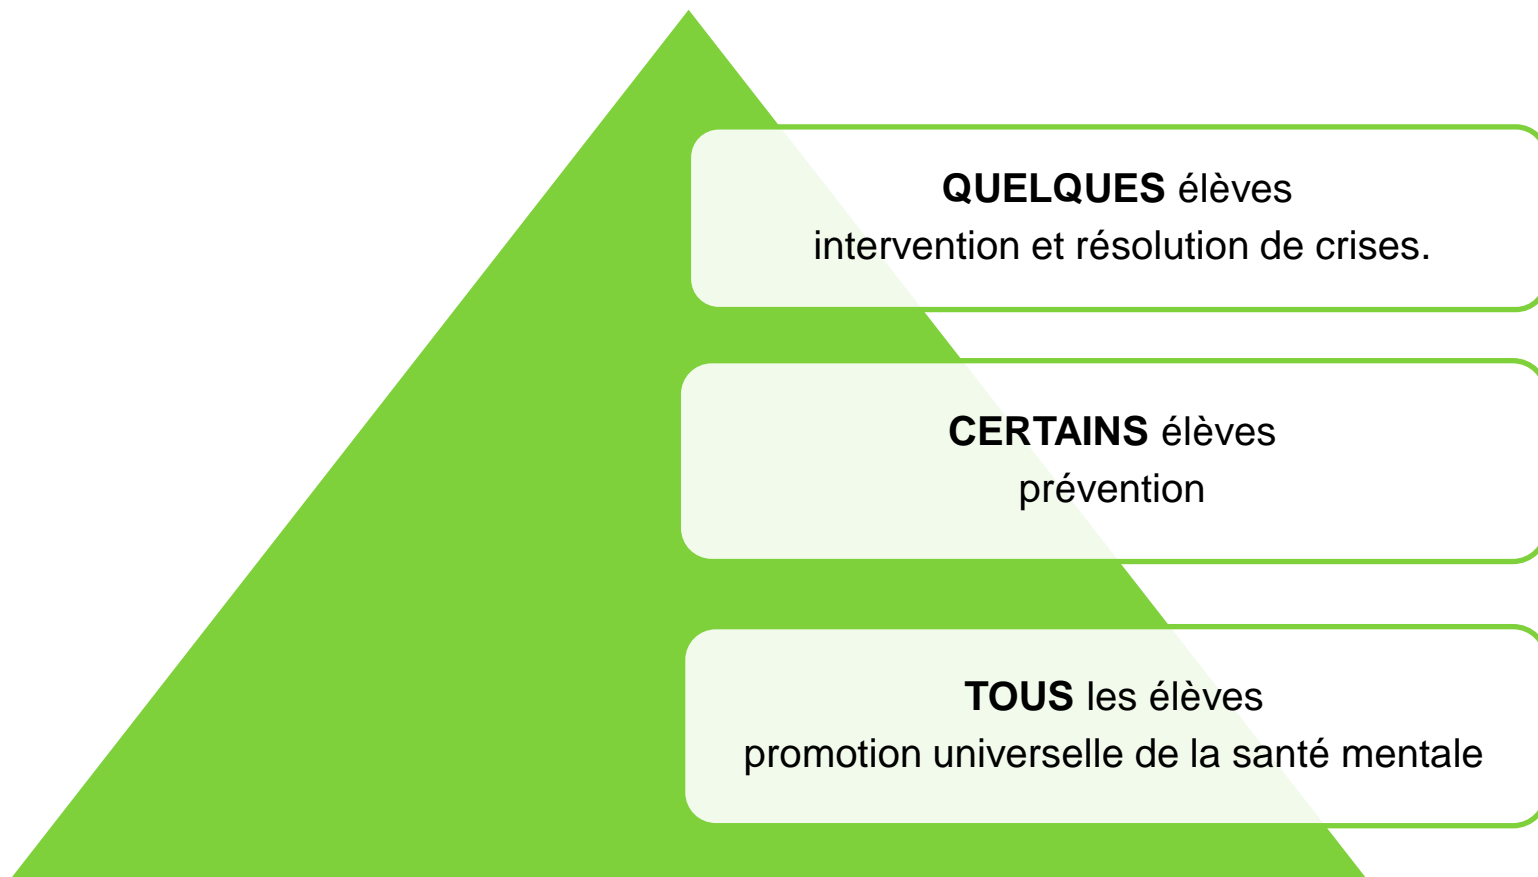 QUELQUES élèves
intervention et résolution de crises.
CERTAINS élèves
prévention
TOUS les élèves
promotion universelle de la santé mentale